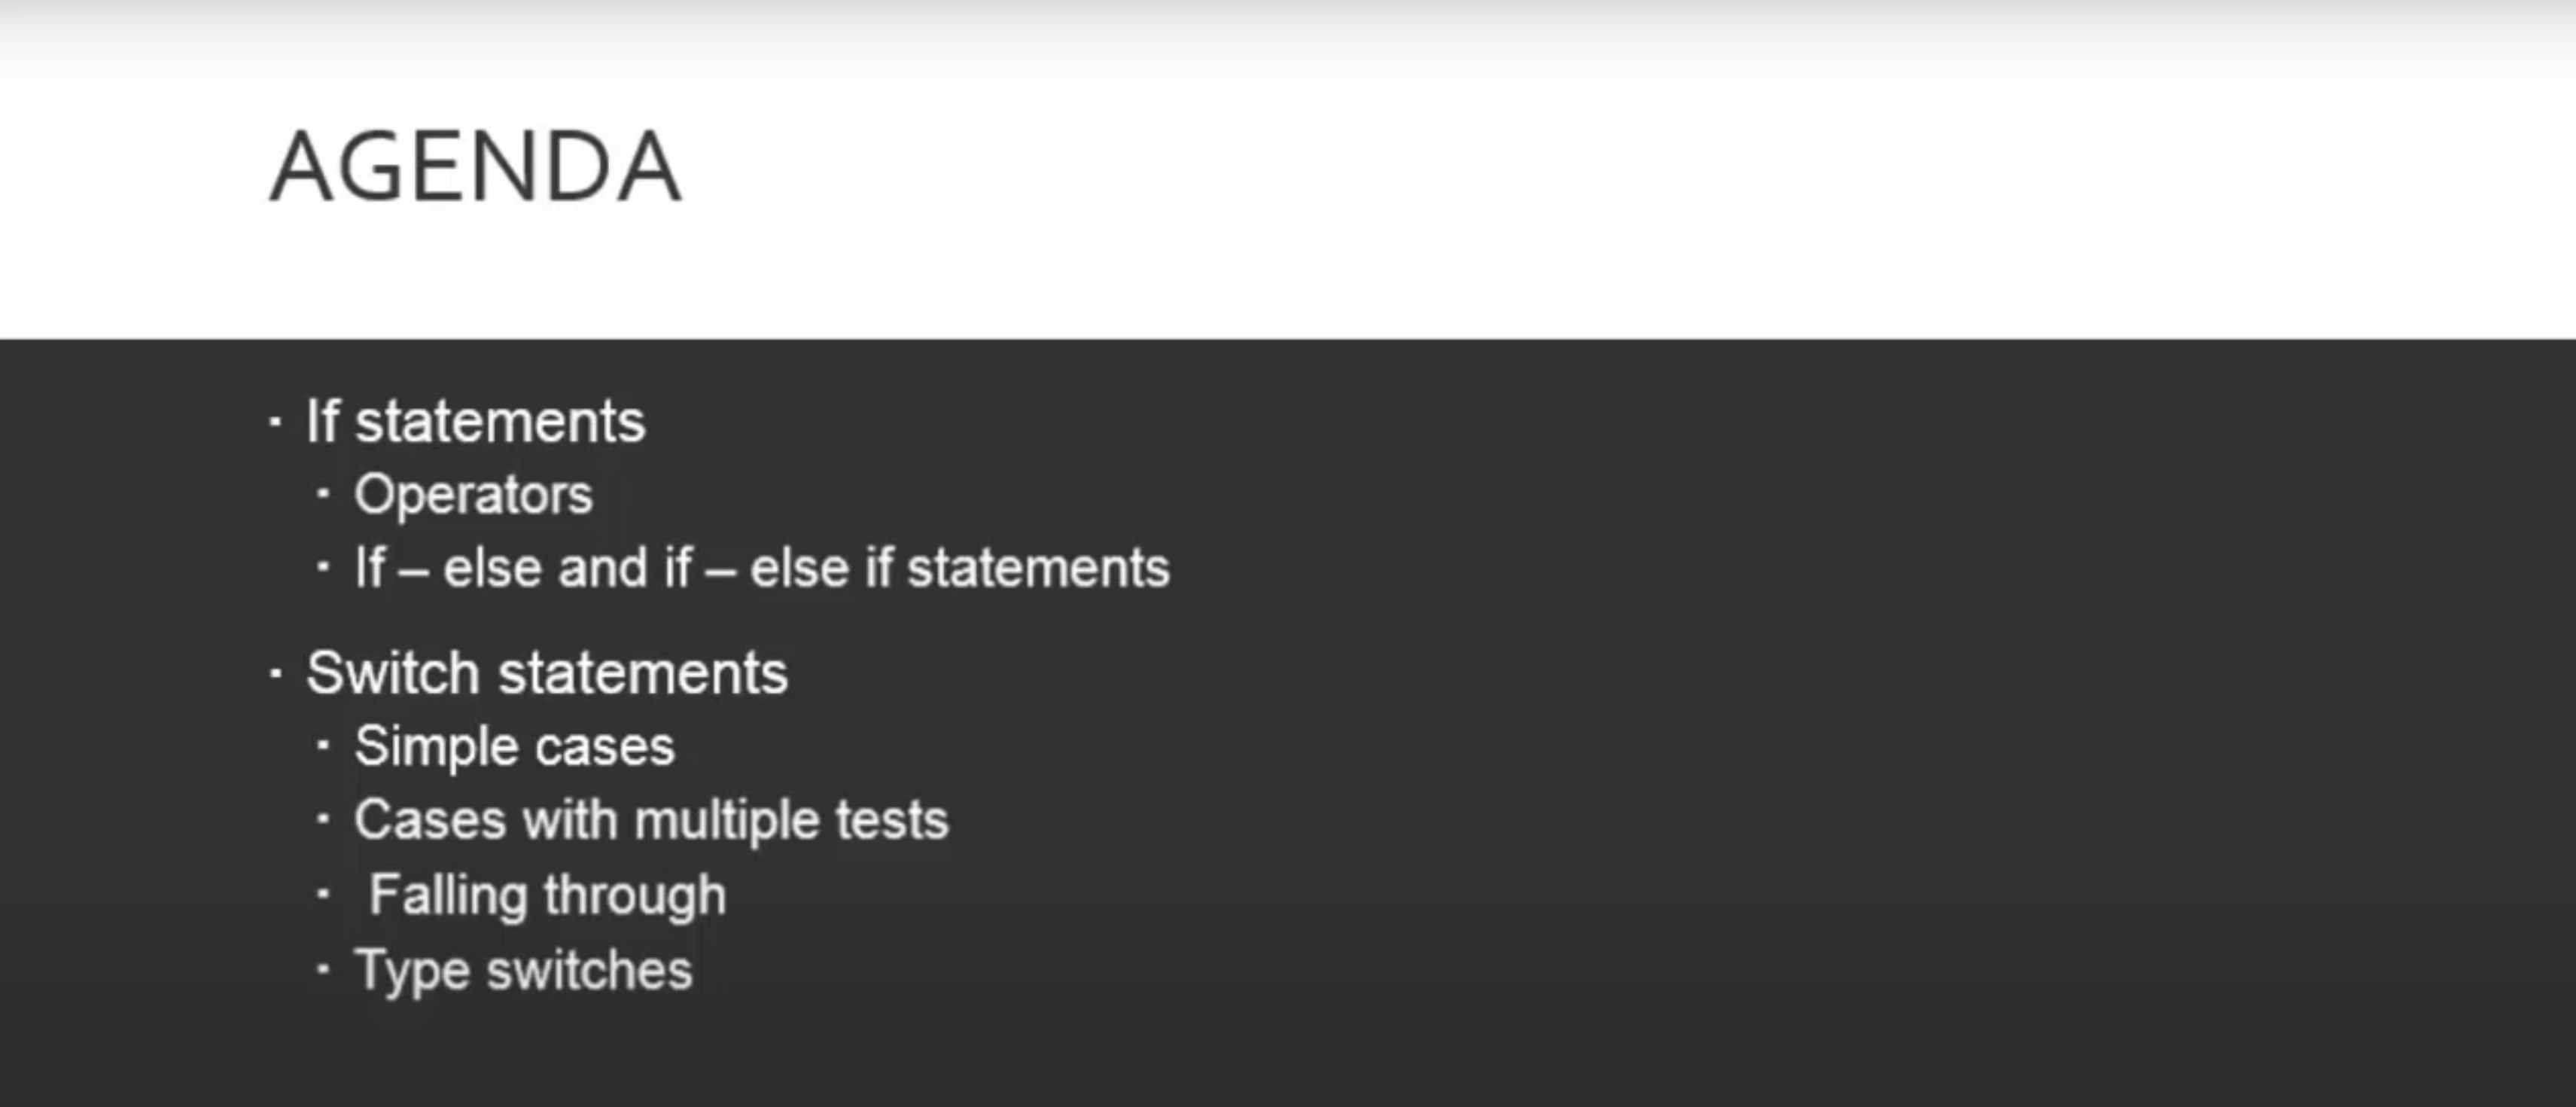 AGENDA
▪ If statements
▪ Operators
▪ If – else and if – else if statements
▪ Switch statements
▪ Simple cases
▪ Cases with multiple tests
▪ Falling through
▪ Type switches